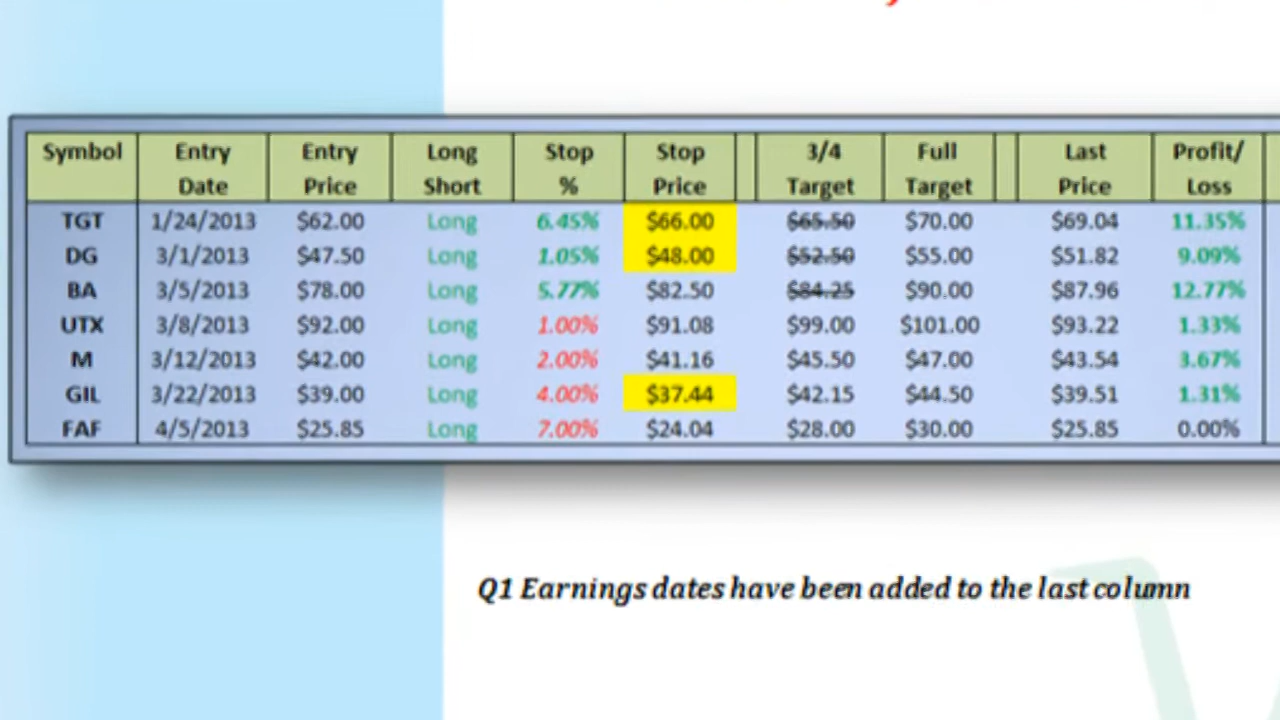 Symbol Entry Date Entry Price Long Short Stop % Stop Price 3/4 Target Full Target Last Price Profit/ Loss
TGT 1/24/2013 $62.00 Long 6.45% $66.00 $65.50 $70.00 $69.04 11.35%
DG 3/1/2013 $47.50 Long 1.05% $48.00 $52.50 $55.00 $51.82 9.09%
BA 3/5/2013 $78.00 Long 5.77% $82.50 $84.25 $90.00 $87.96 12.77%
UTX 3/8/2013 $92.00 Long 1.00% $91.08 $99.00 $101.00 $93.22 1.33%
M 3/12/2013 $42.00 Long 2.00% $41.16 $45.50 $47.00 $43.54 3.67%
GIL 3/22/2013 $39.00 Long 4.00% $37.44 $42.15 $44.50 $39.51 1.31%
FAF 4/5/2013 $25.85 Long 7.00% $24.04 $28.00 $30.00 $25.85 0.00%
Q1 Earnings dates have been added to the last column